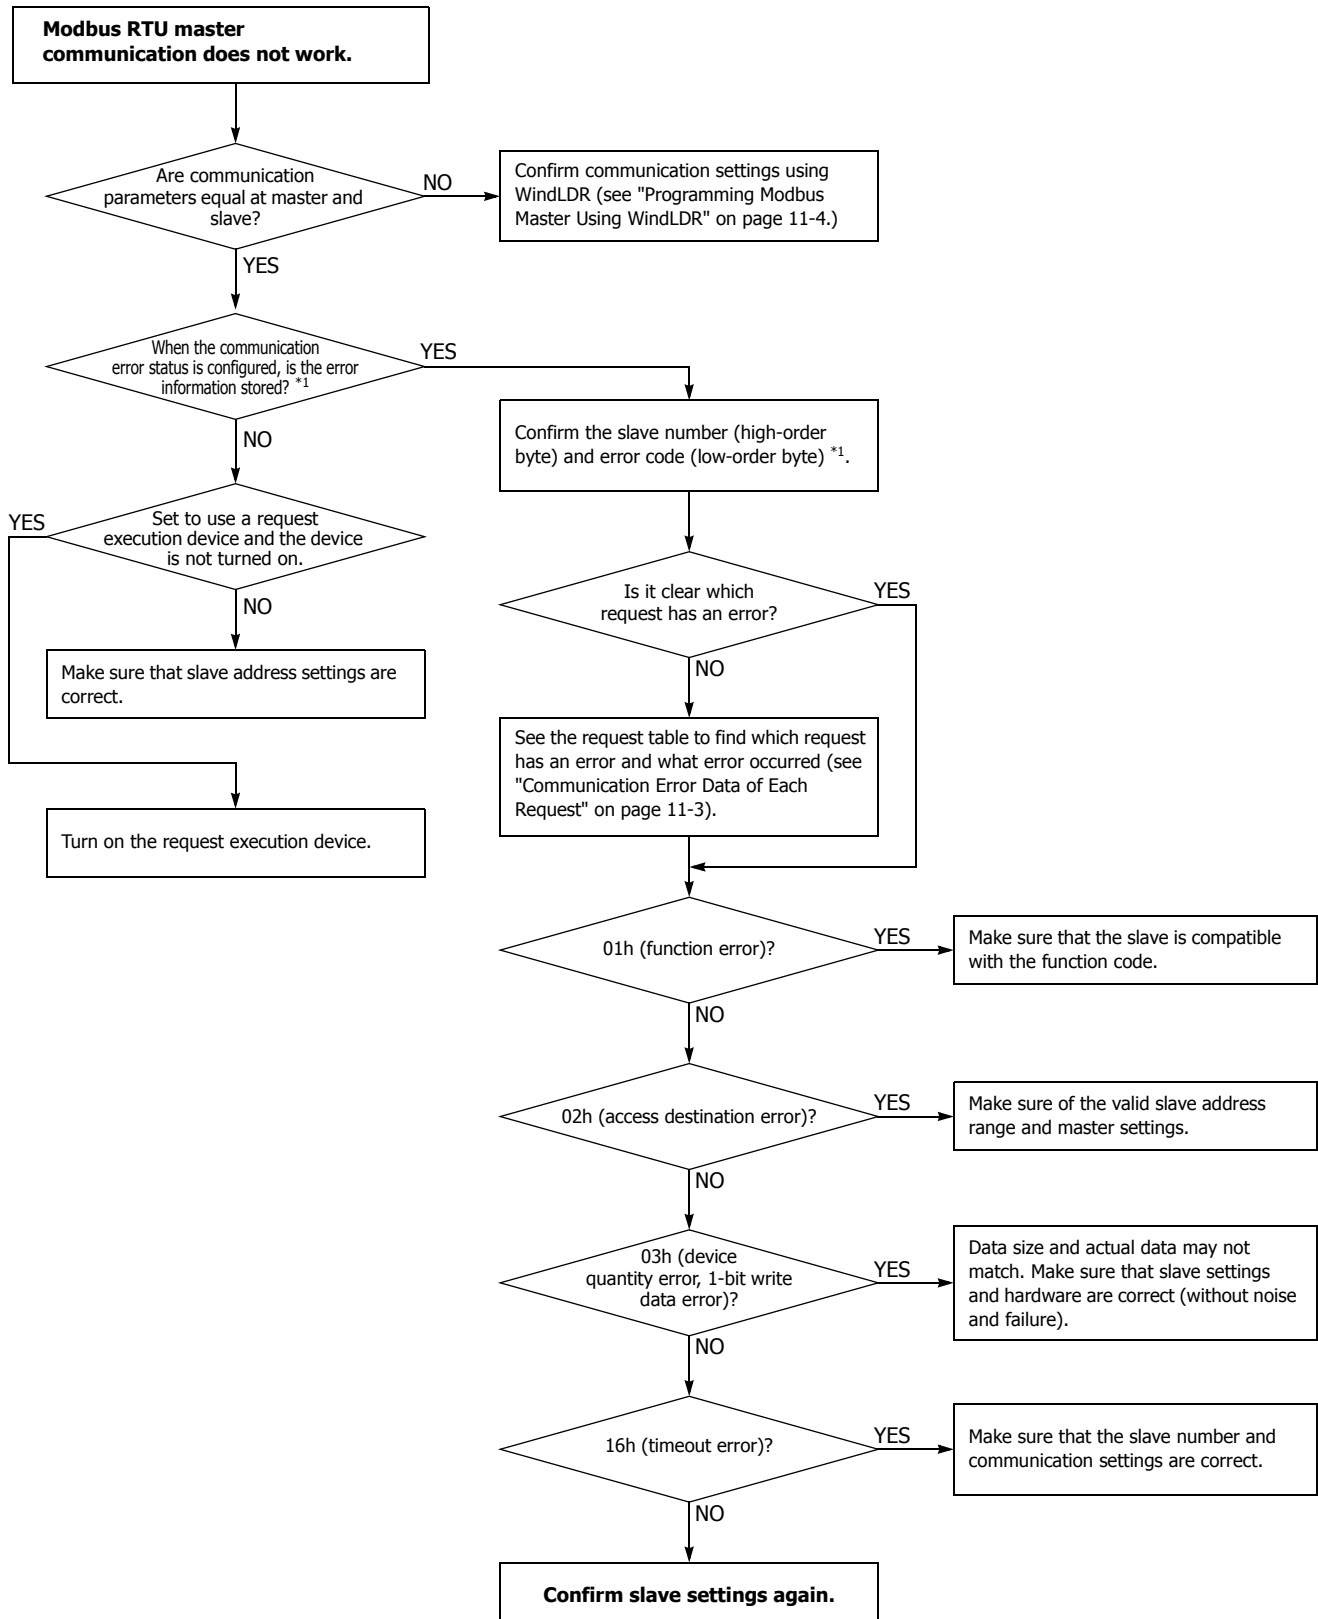 Modbus RTU master
communication does not work.
Are communication
parameters equal at master and
slave?
NO
Confirm communication settings using
WindLDR (see "Programming Modbus
Master Using WindLDR" on page 11-4.)
YES
When the communication
error status is configured, is the error
information stored? *1
YES
NO
Confirm the slave number (high-order
byte) and error code (low-order byte) *1.
YES
Set to use a request
execution device and the device
is not turned on.
NO
Is it clear which
request has an error?
YES
NO
Make sure that slave address settings are
correct.
See the request table to find which request
has an error and what error occurred (see
"Communication Error Data of Each
Request" on page 11-3).
Turn on the request execution device.
01h (function error)?
YES
Make sure that the slave is compatible
with the function code.
NO
02h (access destination error)?
YES
Make sure of the valid slave address
range and master settings.
NO
03h (device
quantity error, 1-bit write
data error)?
YES
Data size and actual data may not
match. Make sure that slave settings
and hardware are correct (without noise
and failure).
NO
16h (timeout error)?
YES
Make sure that the slave number and
communication settings are correct.
NO
Confirm slave settings again.